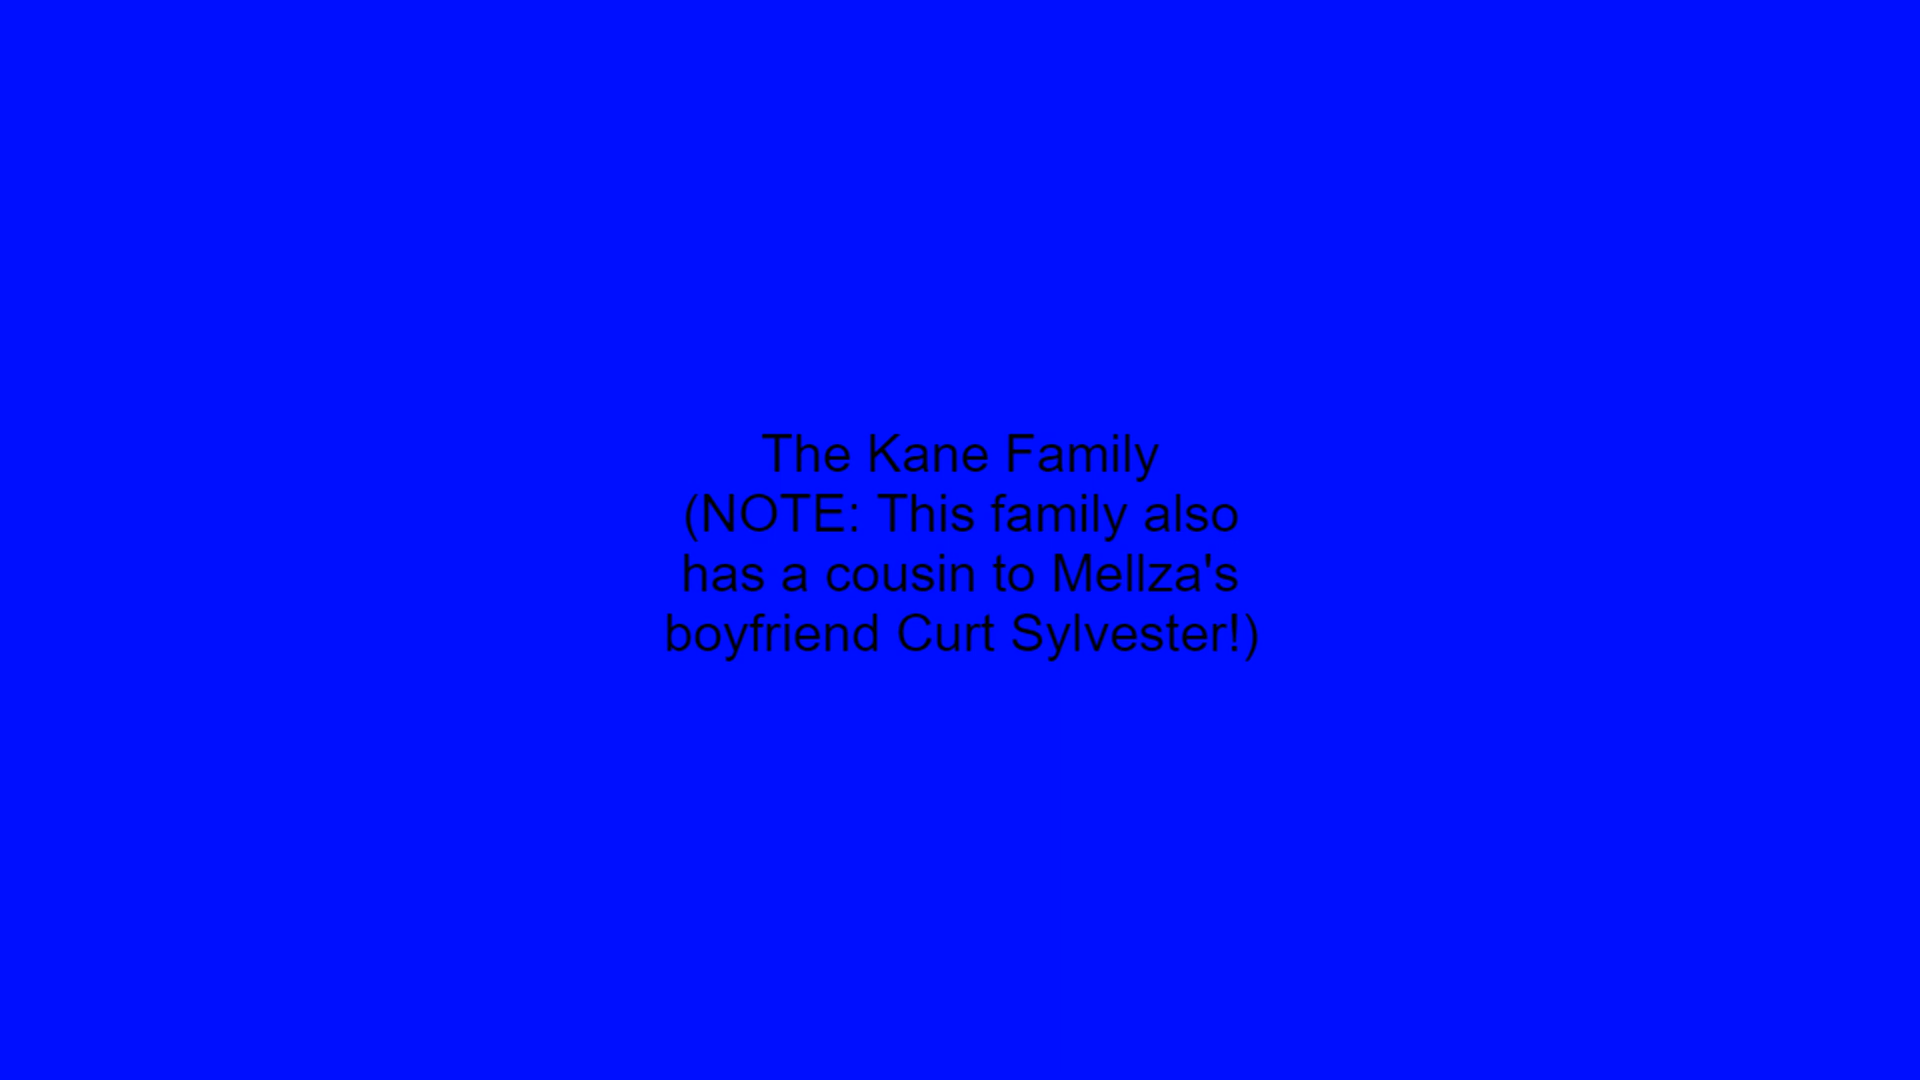 The Kane Family
(NOTE: This family also
has a cousin to Mellza's
boyfriend Curt Sylvester!)